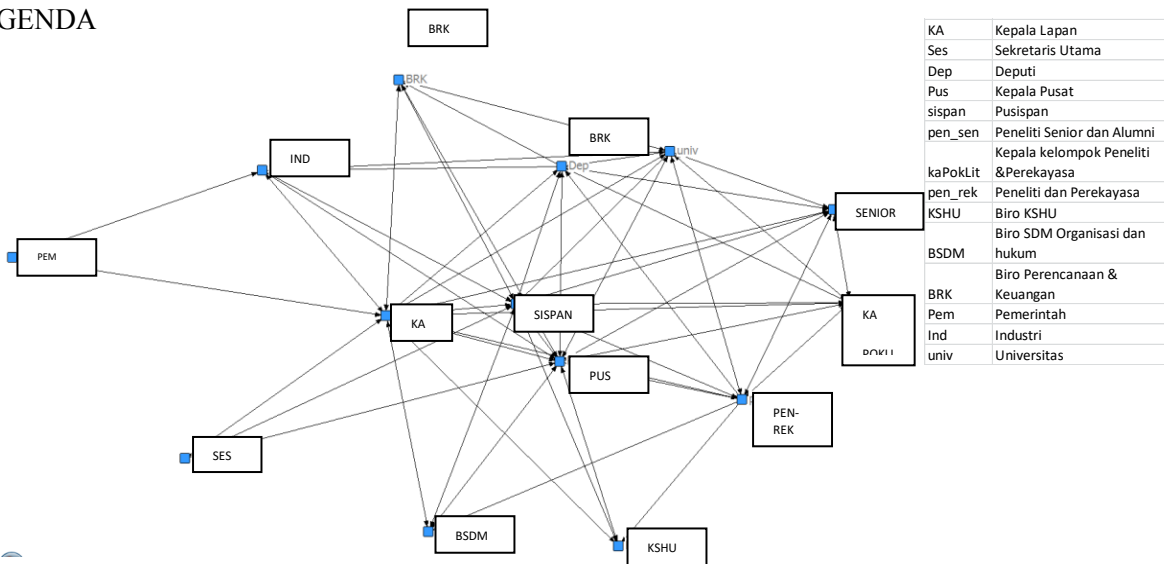 GENDA
BRK
BRK
BRK
univ
Dep
IND
SENIOR
PEM
KA
SISPAN
KA
POKLI
PUS
PEN-
REK
SES
BSDM
KSHU
KA Kepala Lapan
Ses Sekretaris Utama
Dep Deputi
Pus Kepala Pusat
sispan Pusispan
pen_sen Peneliti Senior dan Alumni
Kepala kelompok Peneliti
kaPokLit &Perekayasa
pen_rek Peneliti dan Perekayasa
KSHU Biro KSHU
Biro SDM Organisasi dan
BSDM hukum
Biro Perencanaan &
BRK Keuangan
Pem Pemerintah
Ind Industri
univ Universitas